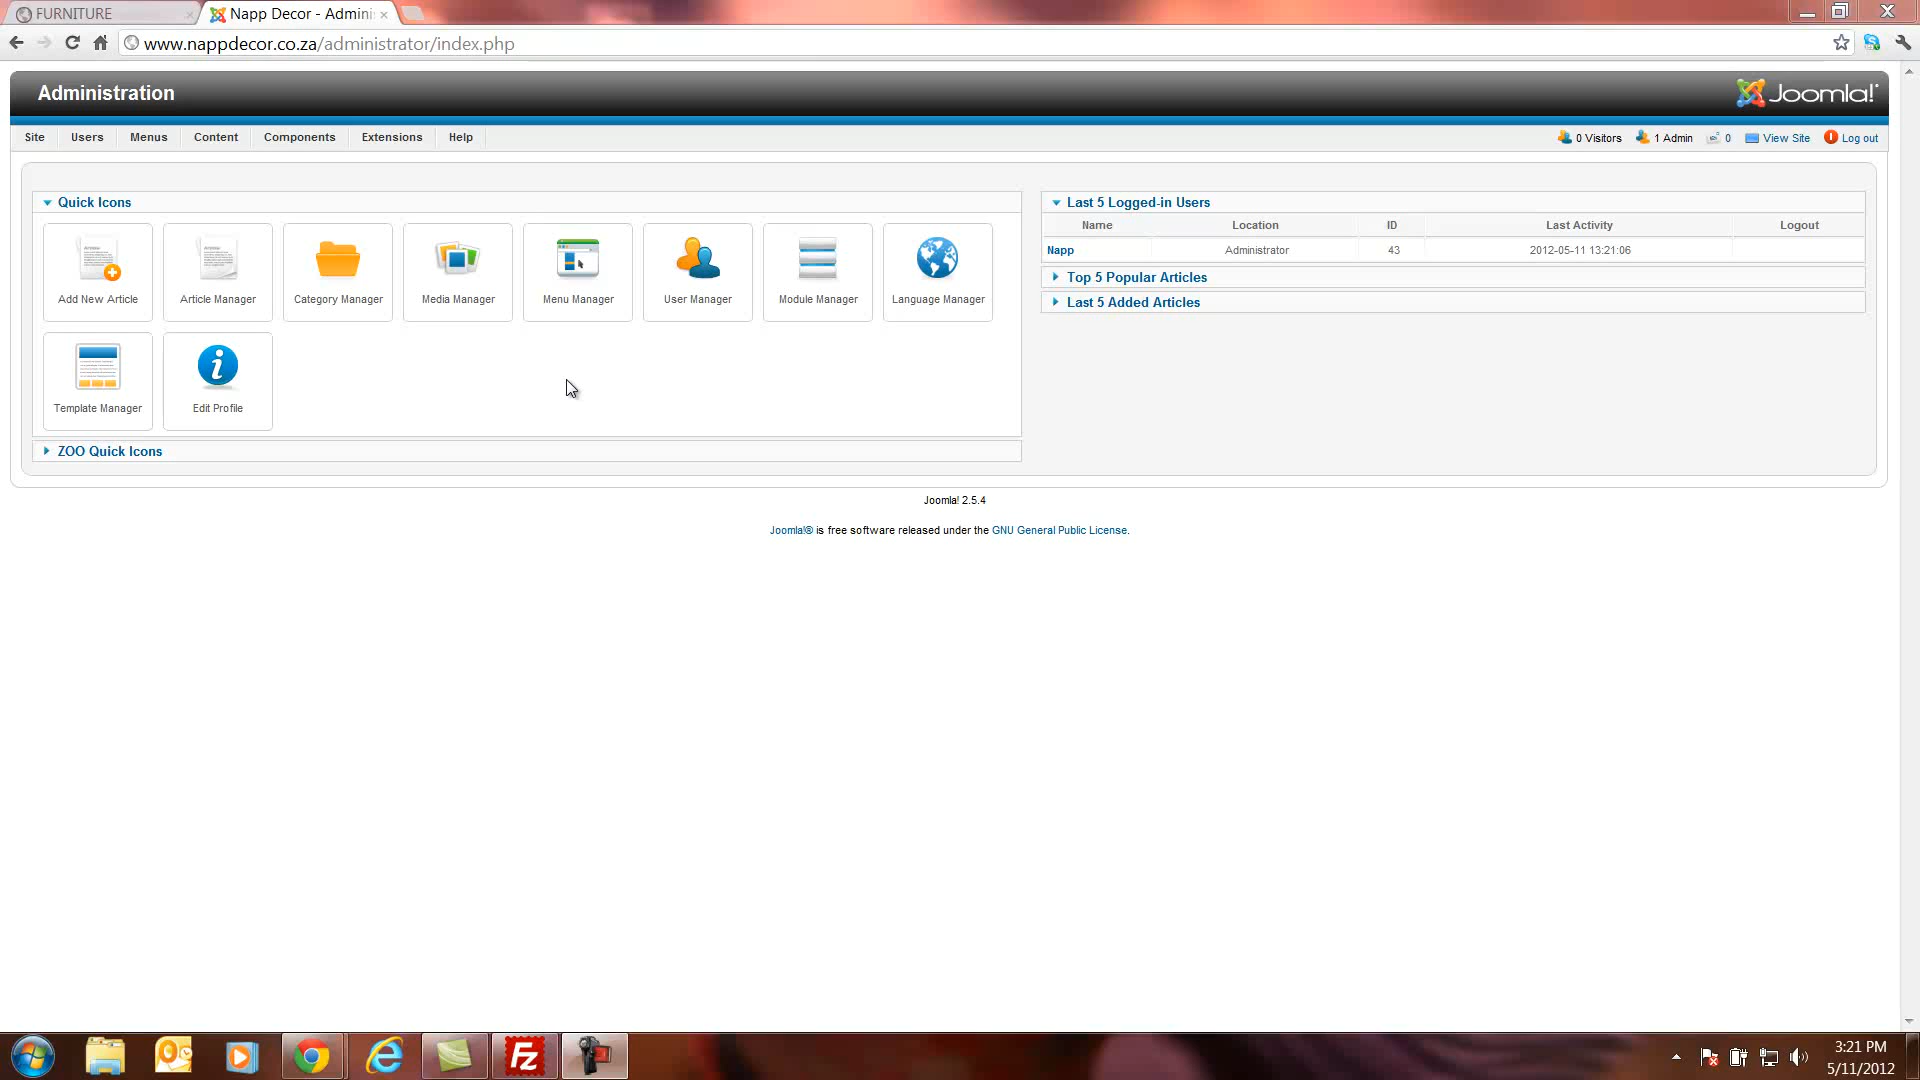 FURNITURE
Napp Decor - Admini
www.nappdecor.co.za/administrator/index.php
Administration
Joomla!
Site Users Menus Content Components Extensions Help
0 Visitors 1 Admin 0 View Site Log out
Quick Icons
Add New Article
Article Manager
Category Manager
Media Manager
Menu Manager
User Manager
Module Manager
Language Manager
Template Manager
Edit Profile
ZOO Quick Icons
Last 5 Logged-in Users
Name Location ID Last Activity Logout
Napp Administrator 43 2012-05-11 13:21:06
Top 5 Popular Articles
Last 5 Added Articles
Joomla! 2.5.4
Joomla!® is free software released under the GNU General Public License.
Fz
3:21 PM
5/11/2012